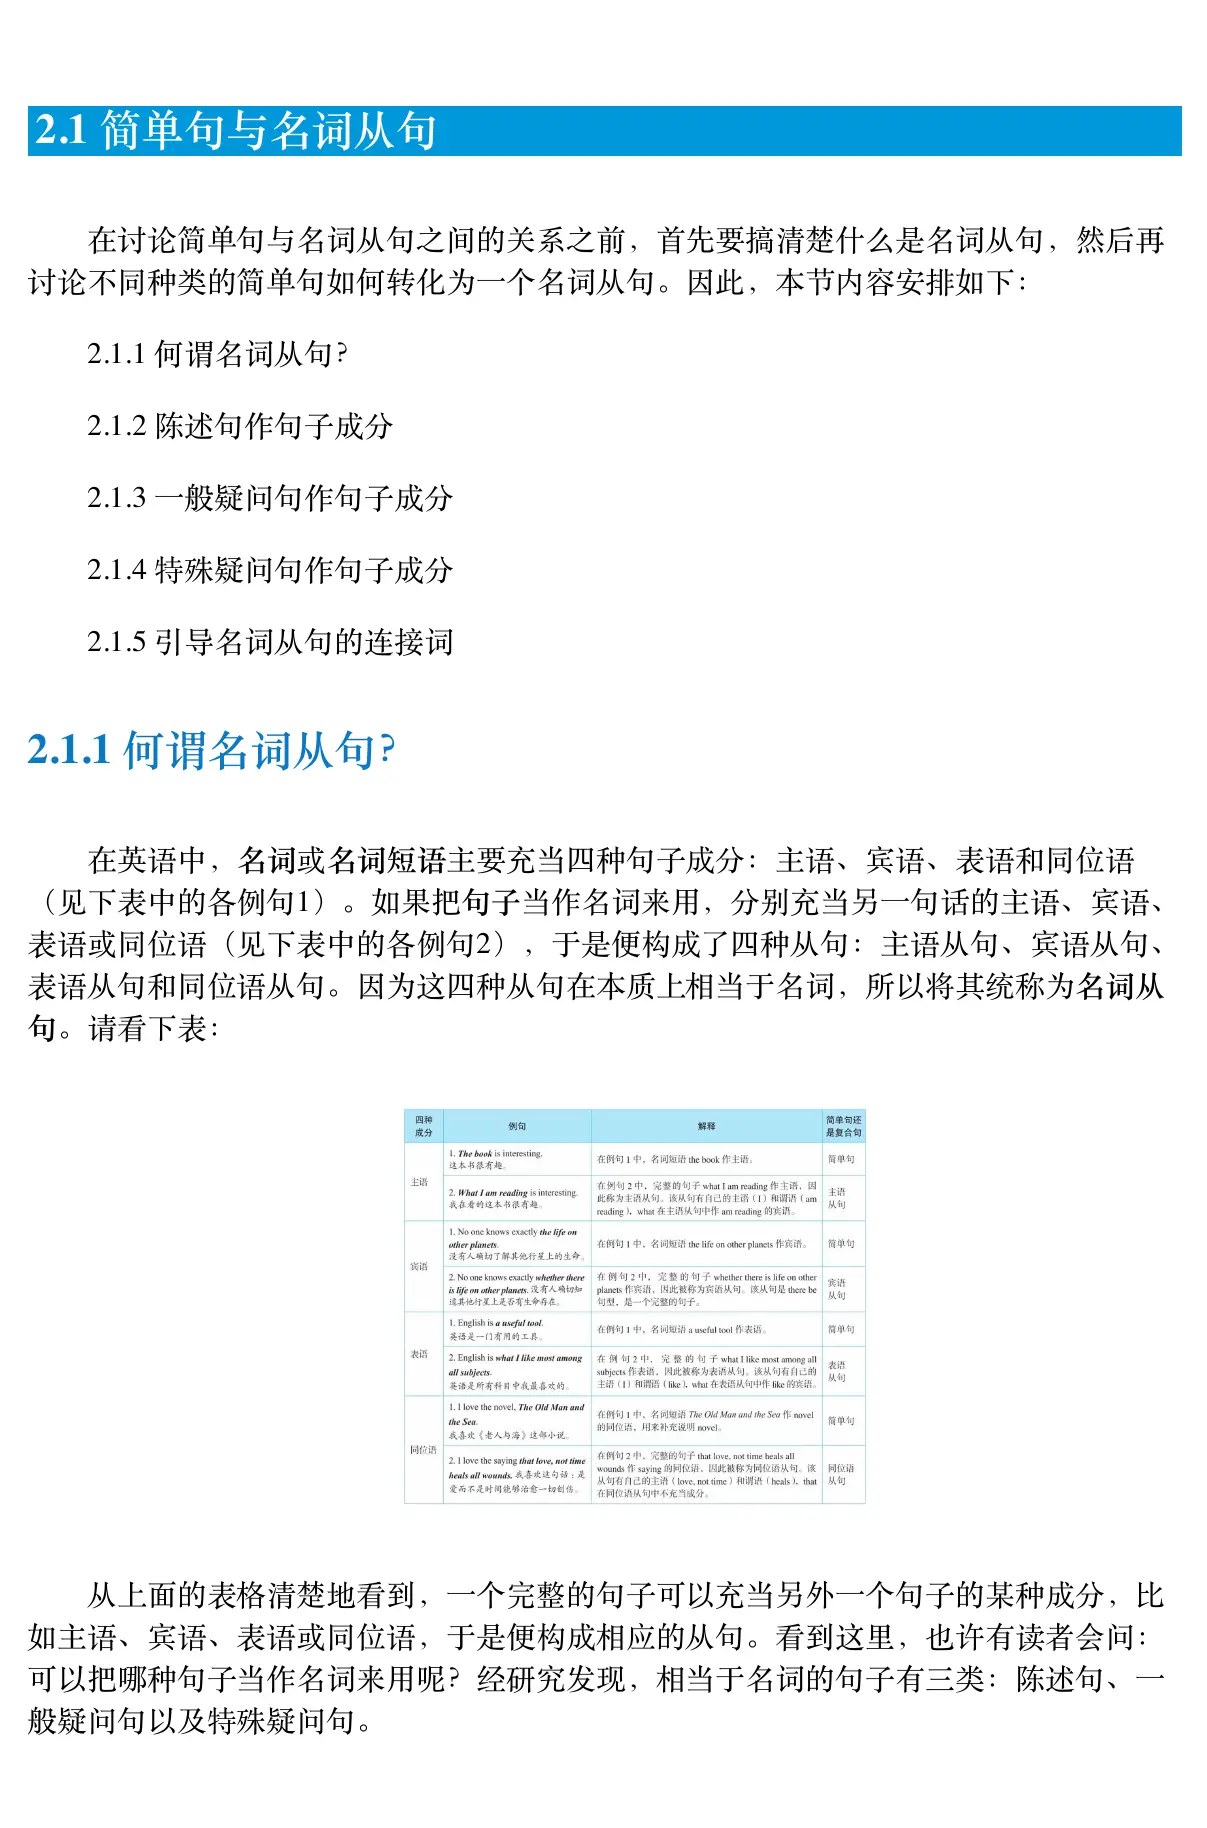 2.1 简单句与名词从句
在讨论简单句与名词从句之间的关系之前，首先要搞清楚什么是名词从句，然后再
讨论不同种类的简单句如何转化为一个名词从句。因此，本节内容安排如下：
2.1.1 何谓名词从句？
2.1.2 陈述句作句子成分
2.1.3 一般疑问句作句子成分
2.1.4 特殊疑问句作句子成分
2.1.5 引导名词从句的连接词
2.1.1 何谓名词从句？
在英语中，名词或名词短语主要充当四种句子成分：主语、宾语、表语和同位语
（见下表中的各例句1）。如果把句子当作名词来用，分别充当另一句话的主语、宾语、
表语或同位语（见下表中的各例句2），于是便构成了四种从句：主语从句、宾语从句、
表语从句和同位语从句。因为这四种从句在本质上相当于名词，所以将其统称为名词从
句。请看下表：
四种
成分
例句
解释
简单句还
是复合句
主语
1. The book is interesting.
这本书很有趣。
在例句 1 中，名词短语 the book 作主语。
简单句
2. What I am reading is interesting.
我在看的这本书很有趣。
在例句 2 中，完整的句子 what I am reading 作主语，因
此称为主语从句。该从句有自己的主语（I）和谓语（am
reading），what 在主语从句中作 am reading 的宾语。
主语
从句
宾语
1. No one knows exactly the life on
other planets.
没有人确切了解其他行星上的生命。
在例句 1 中，名词短语 the life on other planets 作宾语。
简单句
2. No one knows exactly whether there
is life on other planets. 没有人确切知
道其他行星上是否有生命存在。
在例句 2 中，完整的句子 whether there is life on other
planets 作宾语，因此被称为宾语从句。该从句是 there be
句型，是一个完整的句子。
宾语
从句
表语
1. English is a useful tool.
英语是一门有用的工具。
在例句 1 中，名词短语 a useful tool 作表语。
简单句
2. English is what I like most among
all subjects.
英语是所有科目中我最喜欢的。
在例句 2 中，完整的句子 what I like most among all
subjects 作表语，因此被称为表语从句。该从句有自己的
主语（I）和谓语（like），what 在表语从句中作 like 的宾语。
表语
从句
同位语
1. I love the novel, The Old Man and
the Sea.
我喜欢《老人与海》这部小说。
在例句 1 中，名词短语 The Old Man and the Sea 作 novel
的同位语，用来补充说明 novel。
简单句
2. I love the saying that love, not time
heals all wounds. 我喜欢这句话：是
爱而不是时间能够治愈一切创伤。
在例句 2 中，完整的句子 that love, not time heals all
wounds 作 saying 的同位语，因此被称为同位语从句。该
从句有自己的主语（love, not time）和谓语（heals），that
在同位语从句中不充当成分。
同位语
从句
从上面的表格清楚地看到，一个完整的句子可以充当另外一个句子的某种成分，比
如主语、宾语、表语或同位语，于是便构成相应的从句。看到这里，也许有读者会问：
可以把哪种句子当作名词来用呢？经研究发现，相当于名词的句子有三类：陈述句、一
般疑问句以及特殊疑问句。